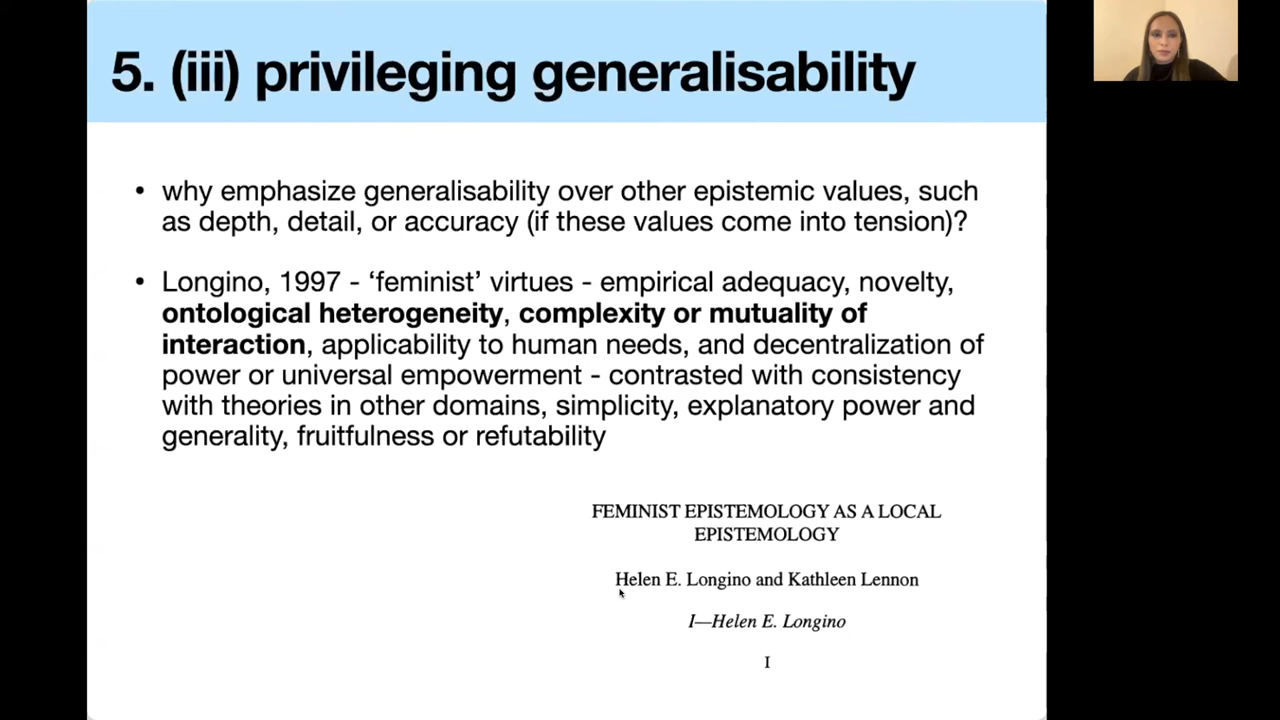 5. (iii) privileging generalisability
• why emphasize generalisability over other epistemic values, such
as depth, detail, or accuracy (if these values come into tension)?
• Longino, 1997 - ‘feminist’ virtues - empirical adequacy, novelty,
ontological heterogeneity, complexity or mutuality of
interaction, applicability to human needs, and decentralization of
power or universal empowerment - contrasted with consistency
with theories in other domains, simplicity, explanatory power and
generality, fruitfulness or refutability
FEMINIST EPISTEMOLOGY AS A LOCAL
EPISTEMOLOGY
Helen E. Longino and Kathleen Lennon
I—Helen E. Longino
I